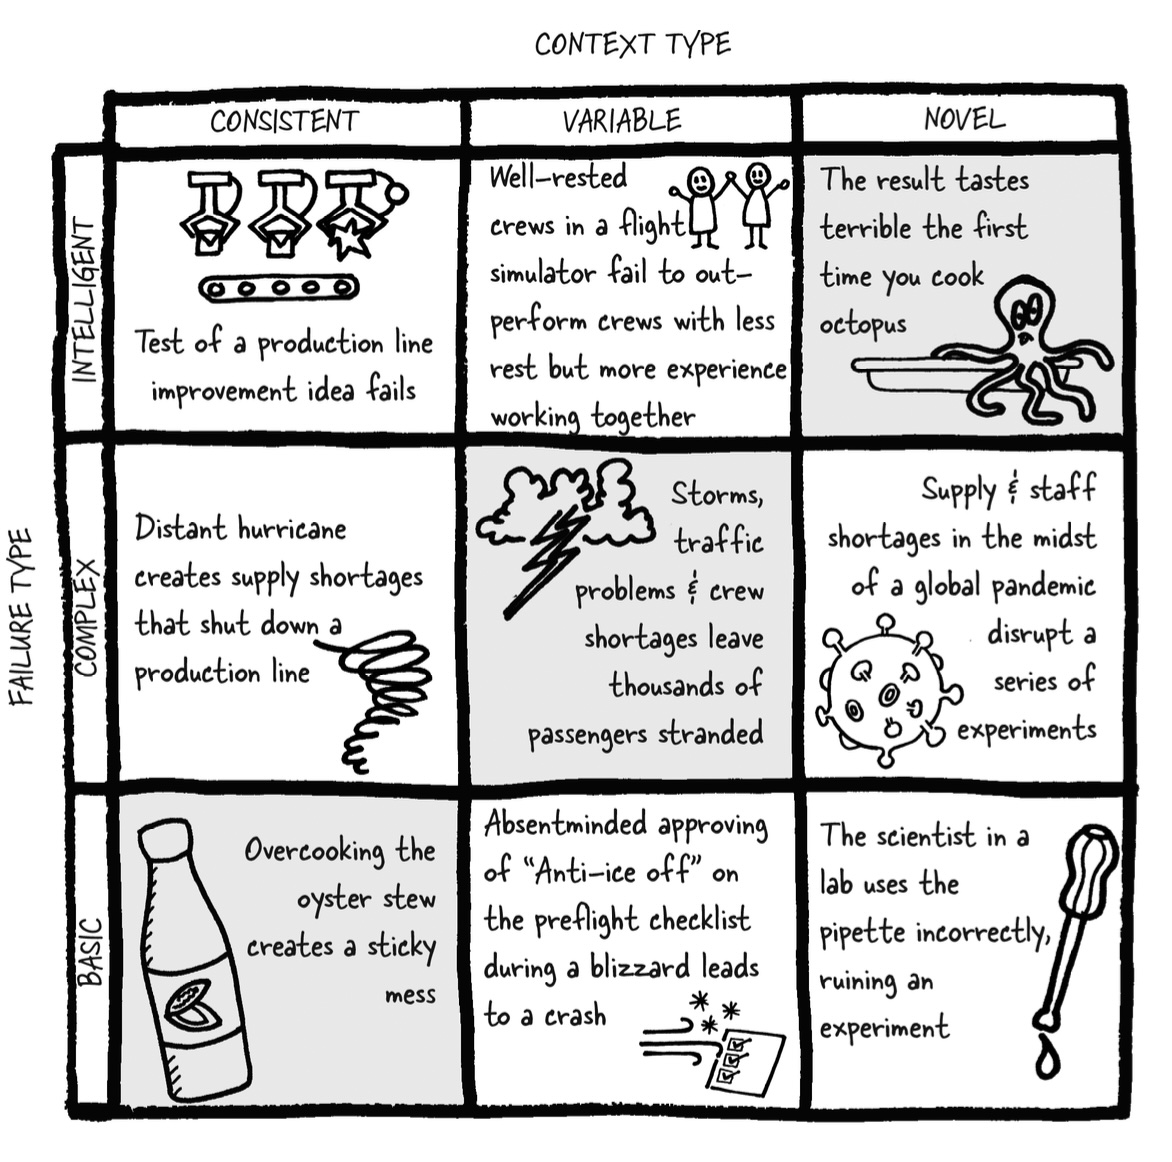 CONTEXT TYPE
CONSISTENT
VARIABLE
NOVEL
FAILURE TYPE
INTELLIGENT
Test of a production line
improvement idea fails
Well-rested
crews in a flight
simulator fail to out-
perform crews with less
rest but more experience
working together
The result tastes
terrible the first
time you cook
octopus
COMPLEX
Distant hurricane
creates supply shortages
that shut down a
production line
Storms,
traffic
problems & crew
shortages leave
thousands of
passengers stranded
Supply & staff
shortages in the midst
of a global pandemic
disrupt a
series of
experiments
BASIC
Overcooking the
oyster stew
creates a sticky
mess
Absentminded approving
of “Anti-ice off” on
the preflight checklist
during a blizzard leads
to a crash
The scientist in a
lab uses the
pipette incorrectly,
ruining an
experiment